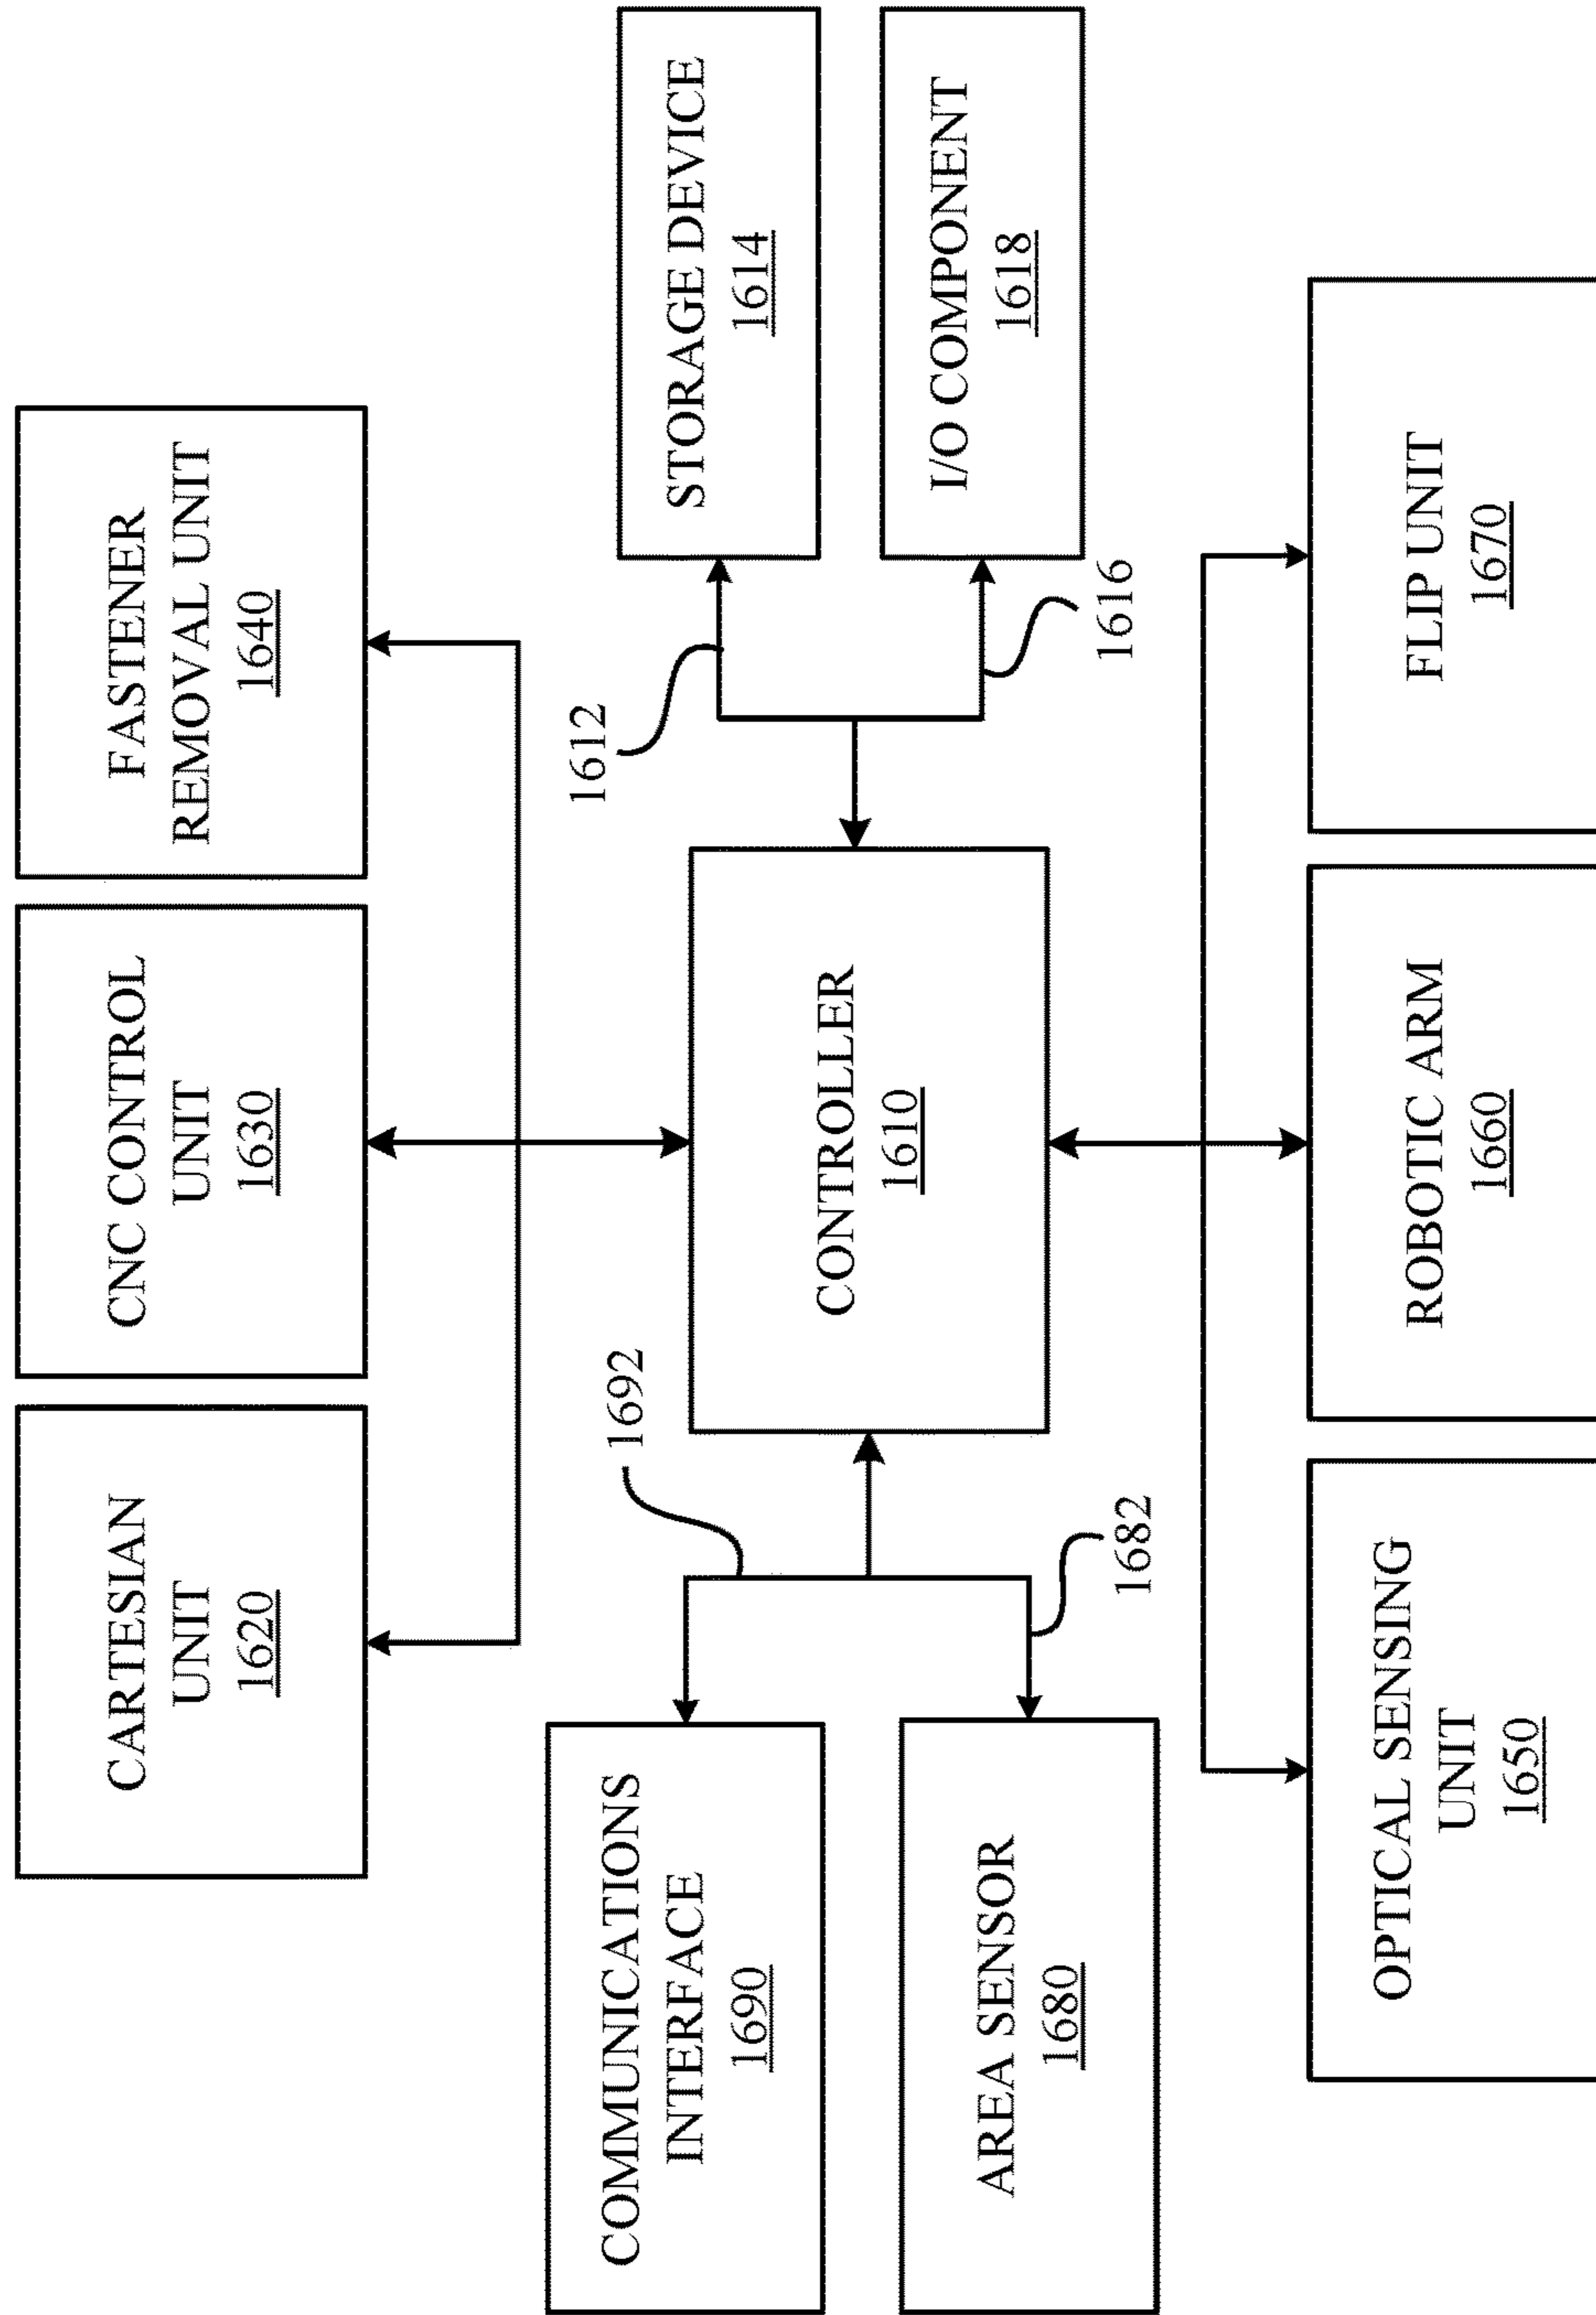 CARTESIAN
UNIT
1620
CNC CONTROL
UNIT
1630
FASTENER
REMOVAL UNIT
1640
COMMUNICATIONS
INTERFACE
1690
1692
1612
STORAGE DEVICE
1614
CONTROLLER
1610
AREA SENSOR
1680
1682
1616
I/O COMPONENT
1618
OPTICAL SENSING
UNIT
1650
ROBOTIC ARM
1660
FLIP UNIT
1670